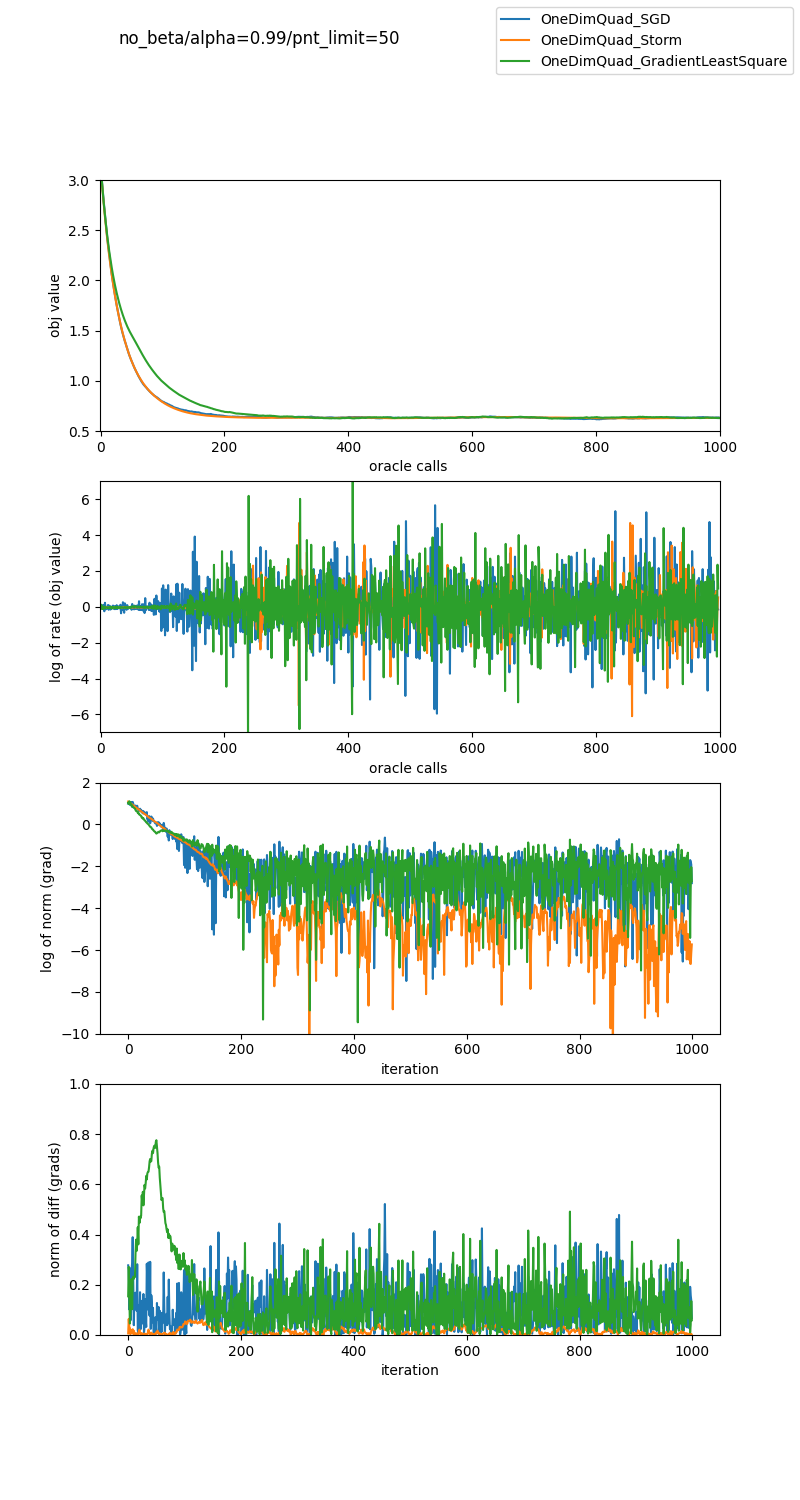 no_beta/alpha=0.99/pnt_limit=50
OneDimQuad_SGD
OneDimQuad_Storm
OneDimQuad_GradientLeastSquare
3.0
2.5
2.0
1.5
1.0
0.5
obj value
0 200 400 600 800 1000
oracle calls
6
4
2
0
−2
−4
−6
log of rate (obj value)
0 200 400 600 800 1000
oracle calls
2
0
−2
−4
−6
−8
−10
log of norm (grad)
0 200 400 600 800 1000
iteration
1.0
0.8
0.6
0.4
0.2
0.0
norm of diff (grads)
0 200 400 600 800 1000
iteration